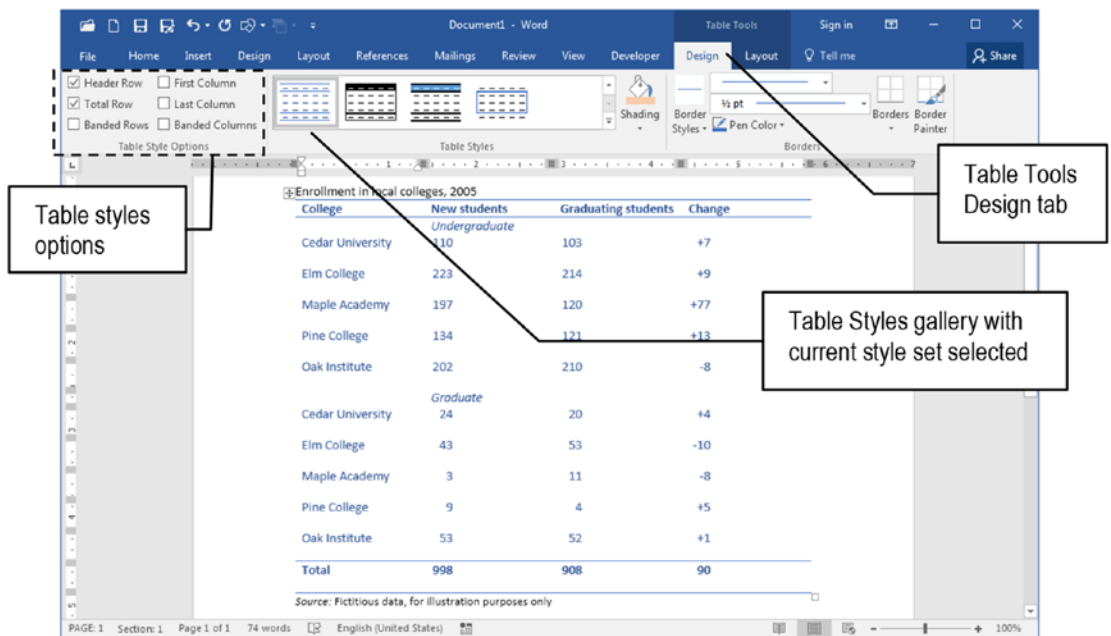 Document1 - Word
Table Tools
Sign in
File Home Insert Design Layout References Mailings Review View Developer Design Layout Tell me Share
Header Row First Column
Total Row Last Column
Banded Rows Banded Columns
Table Style Options
Table Styles
Shading
Border Styles
½ pt
Pen Color
Borders
Border Painter
Borders
Table styles options
Table Tools Design tab
Table Styles gallery with current style set selected
Enrollment in local colleges, 2005
College New students Graduating students Change
Undergraduate
Cedar University 110 103 +7
Elm College 223 214 +9
Maple Academy 197 120 +77
Pine College 134 121 +13
Oak Institute 202 210 -8
Graduate
Cedar University 24 20 +4
Elm College 43 53 -10
Maple Academy 3 11 -8
Pine College 9 4 +5
Oak Institute 53 52 +1
Total 998 908 90
Source: Fictitious data, for illustration purposes only
PAGE: 1 Section: 1 Page 1 of 1 74 words English (United States) 100%